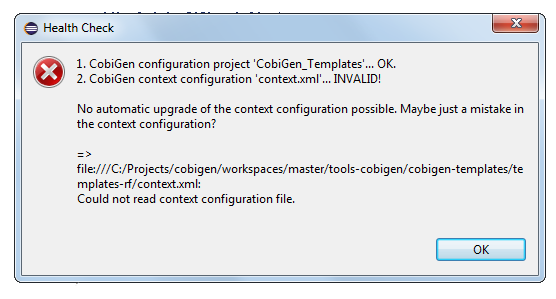 Health Check
1. CobiGen configuration project 'CobiGen_Templates'... OK.
2. CobiGen context configuration 'context.xml'... INVALID!
No automatic upgrade of the context configuration possible. Maybe just a mistake in
the context configuration?
=>
file:///C:/Projects/cobigen/workspaces/master/tools-cobigen/cobigen-templates/te
mplates-rf/context.xml:
Could not read context configuration file.
OK